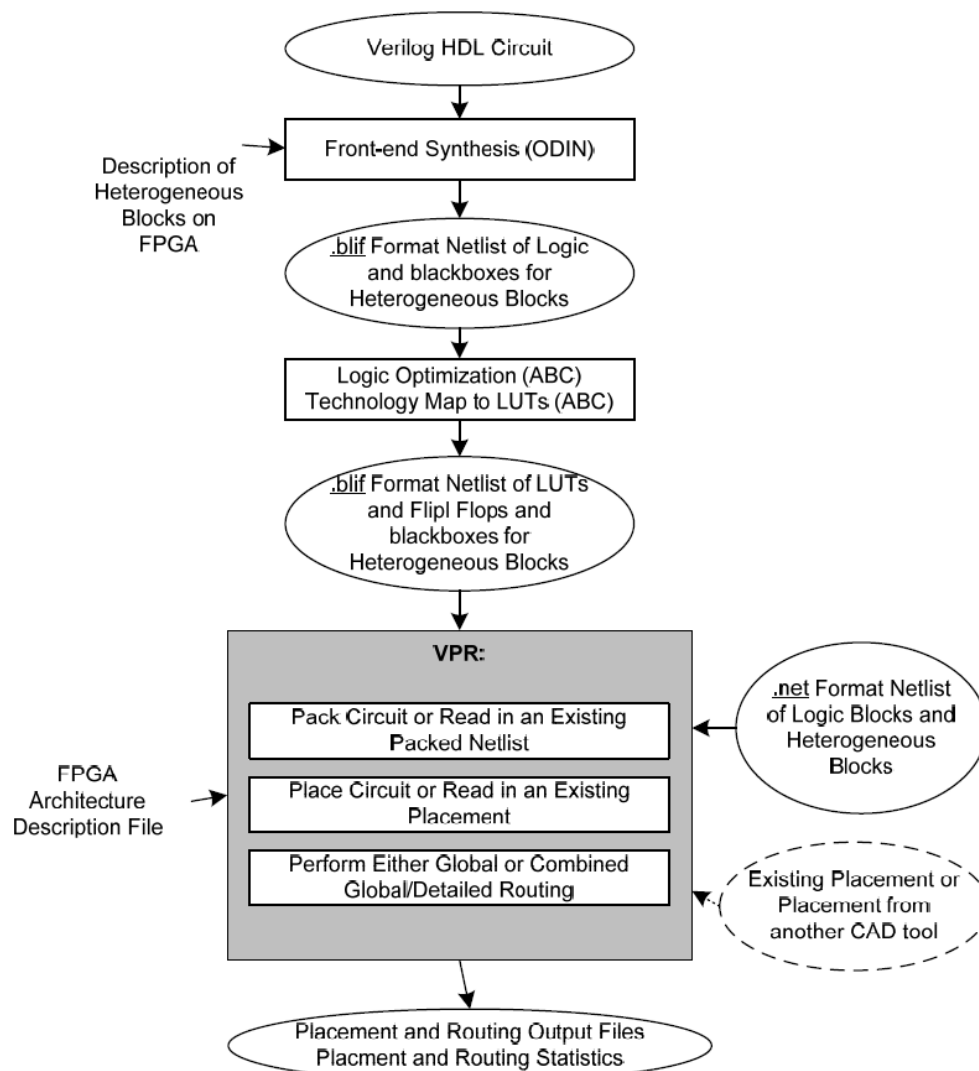 Verilog HDL Circuit
Front-end Synthesis (ODIN)
Description of
Heterogeneous
Blocks on
FPGA
.blif Format Netlist of Logic
and blackboxes for
Heterogeneous Blocks
Logic Optimization (ABC)
Technology Map to LUTs (ABC)
.blif Format Netlist of LUTs
and Flipl Flops and
blackboxes for
Heterogeneous Blocks
VPR:
Pack Circuit or Read in an Existing
Packed Netlist
.net Format Netlist
of Logic Blocks and
Heterogeneous
Blocks
FPGA
Architecture
Description File
Place Circuit or Read in an Existing
Placement
Perform Either Global or Combined
Global/Detailed Routing
Existing Placement or
Placement from
another CAD tool
Placement and Routing Output Files
Placment and Routing Statistics